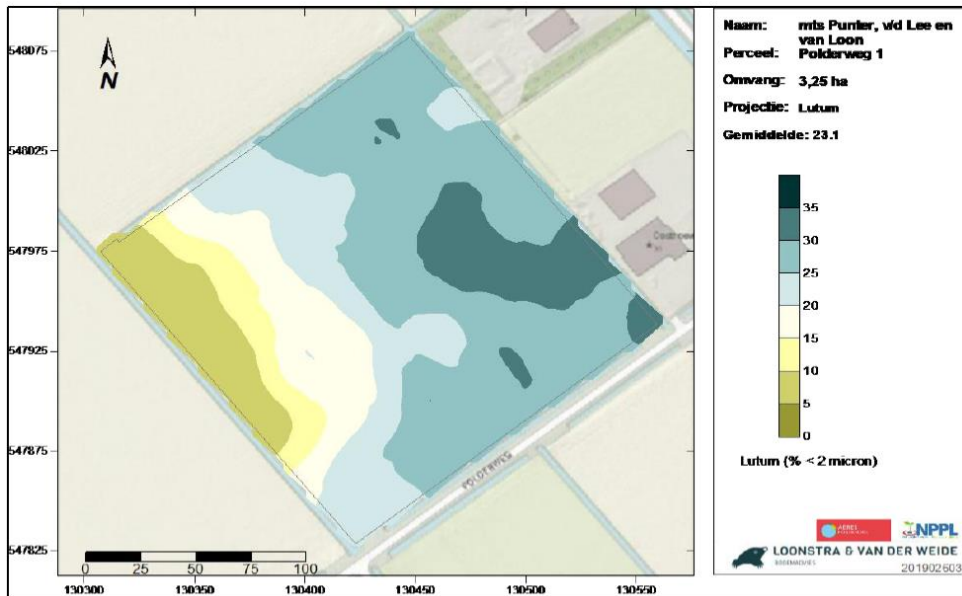 Naam: mts Punter, v/d Lee en
van Loon
Perceel: Polderweg 1
Omvang: 3,25 ha
Projectie: Lutum
Gemiddelde: 23.1
35
30
25
20
15
10
5
0
Lutum (% < 2 micron)
AERES
NPPL
LOONSTRA & VAN DER WEIDE
BODEMADVIES
201902603
N
548075
548025
547975
547925
547875
547825
POLDERWEG
0 25 50 75 100
130300 130350 130400 130450 130500 130550